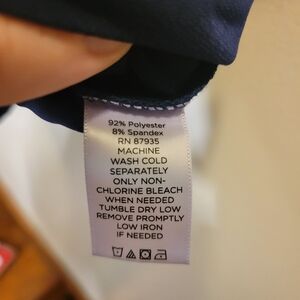 92% Polyester
8% Spandex
RN 87935
MACHINE
WASH COLD
SEPARATELY
ONLY NON-
CHLORINE BLEACH
WHEN NEEDED
TUMBLE DRY LOW
REMOVE PROMPTLY
LOW IRON
IF NEEDED